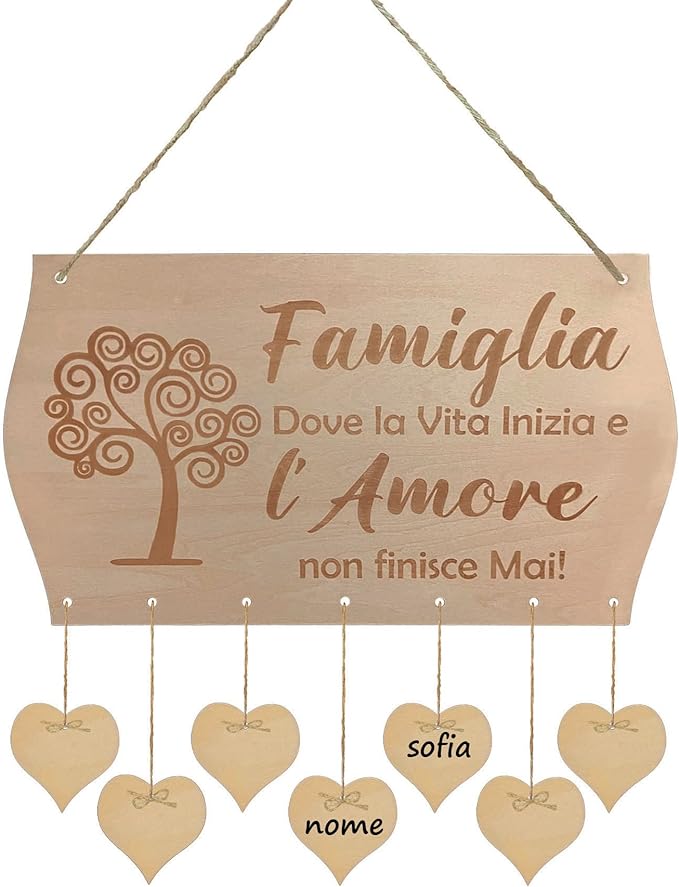 Famiglia
Dove la Vita Inizia e
l' Amore
non finisce Mai!
sofia
nome